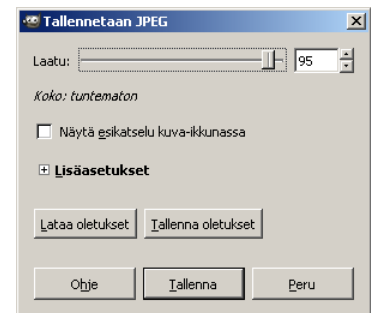 Tallennetaan JPEG
Laatu: 95
Koko: tuntematon
Näytä esikatselu kuva-ikkunassa
Lisäasetukset
Lataa oletukset Tallenna oletukset
Ohje Tallenna Peru